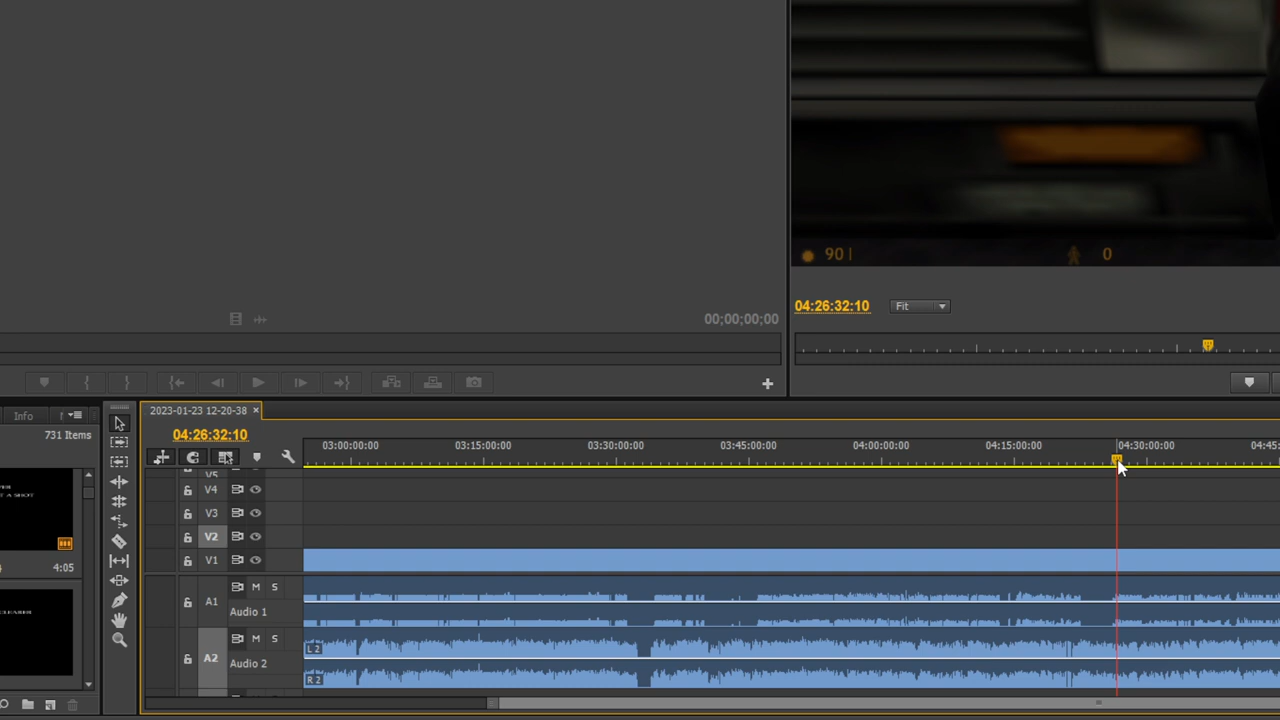 90
0
04:26:32:10
Fit
00;00;00;00
Info
731 Items
2023-01-23 12-20-38
04:26:32:10
03:00:00:00
03:15:00:00
03:30:00:00
03:45:00:00
04:00:00:00
04:15:00:00
04:30:00:00
04:45:
V5
V4
V3
V2
V1
A1
M S
Audio 1
L 2
A2
M S
Audio 2
R 2
T A SHOT
4:05